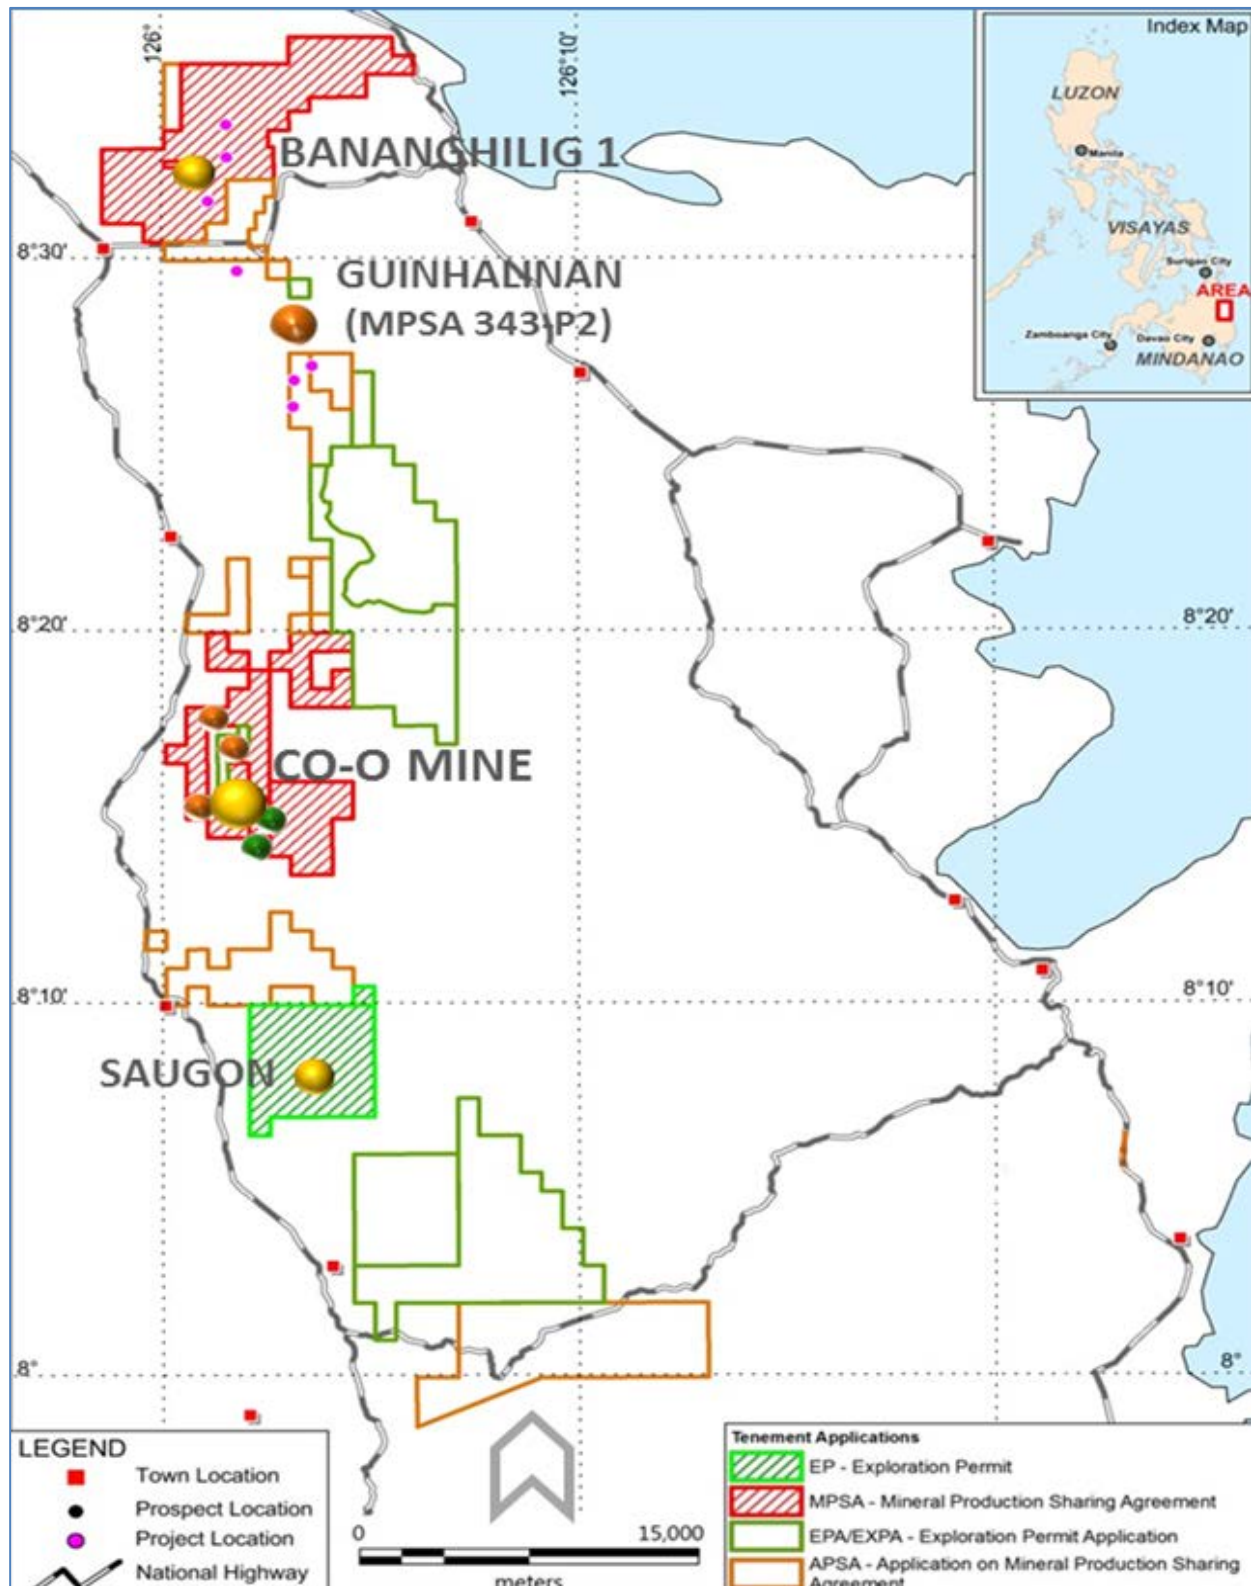 126°
126°10'
Index Map
LUZON
Manila
VISAYAS
Surigao City
AREA
Zamboanga City
Davao City
MINDANAO
BANANGHILIG 1
8°30'
GUINHALINAN
(MPSA 343-P2)
8°20'
8°20'
CO-O MINE
8°10'
8°10'
SAUGON
8°
8°
LEGEND
Town Location
Prospect Location
Project Location
National Highway
0 15,000
meters
Tenement Applications
EP - Exploration Permit
MPSA - Mineral Production Sharing Agreement
EPA/EXPA - Exploration Permit Application
APSA - Application on Mineral Production Sharing
Agreement